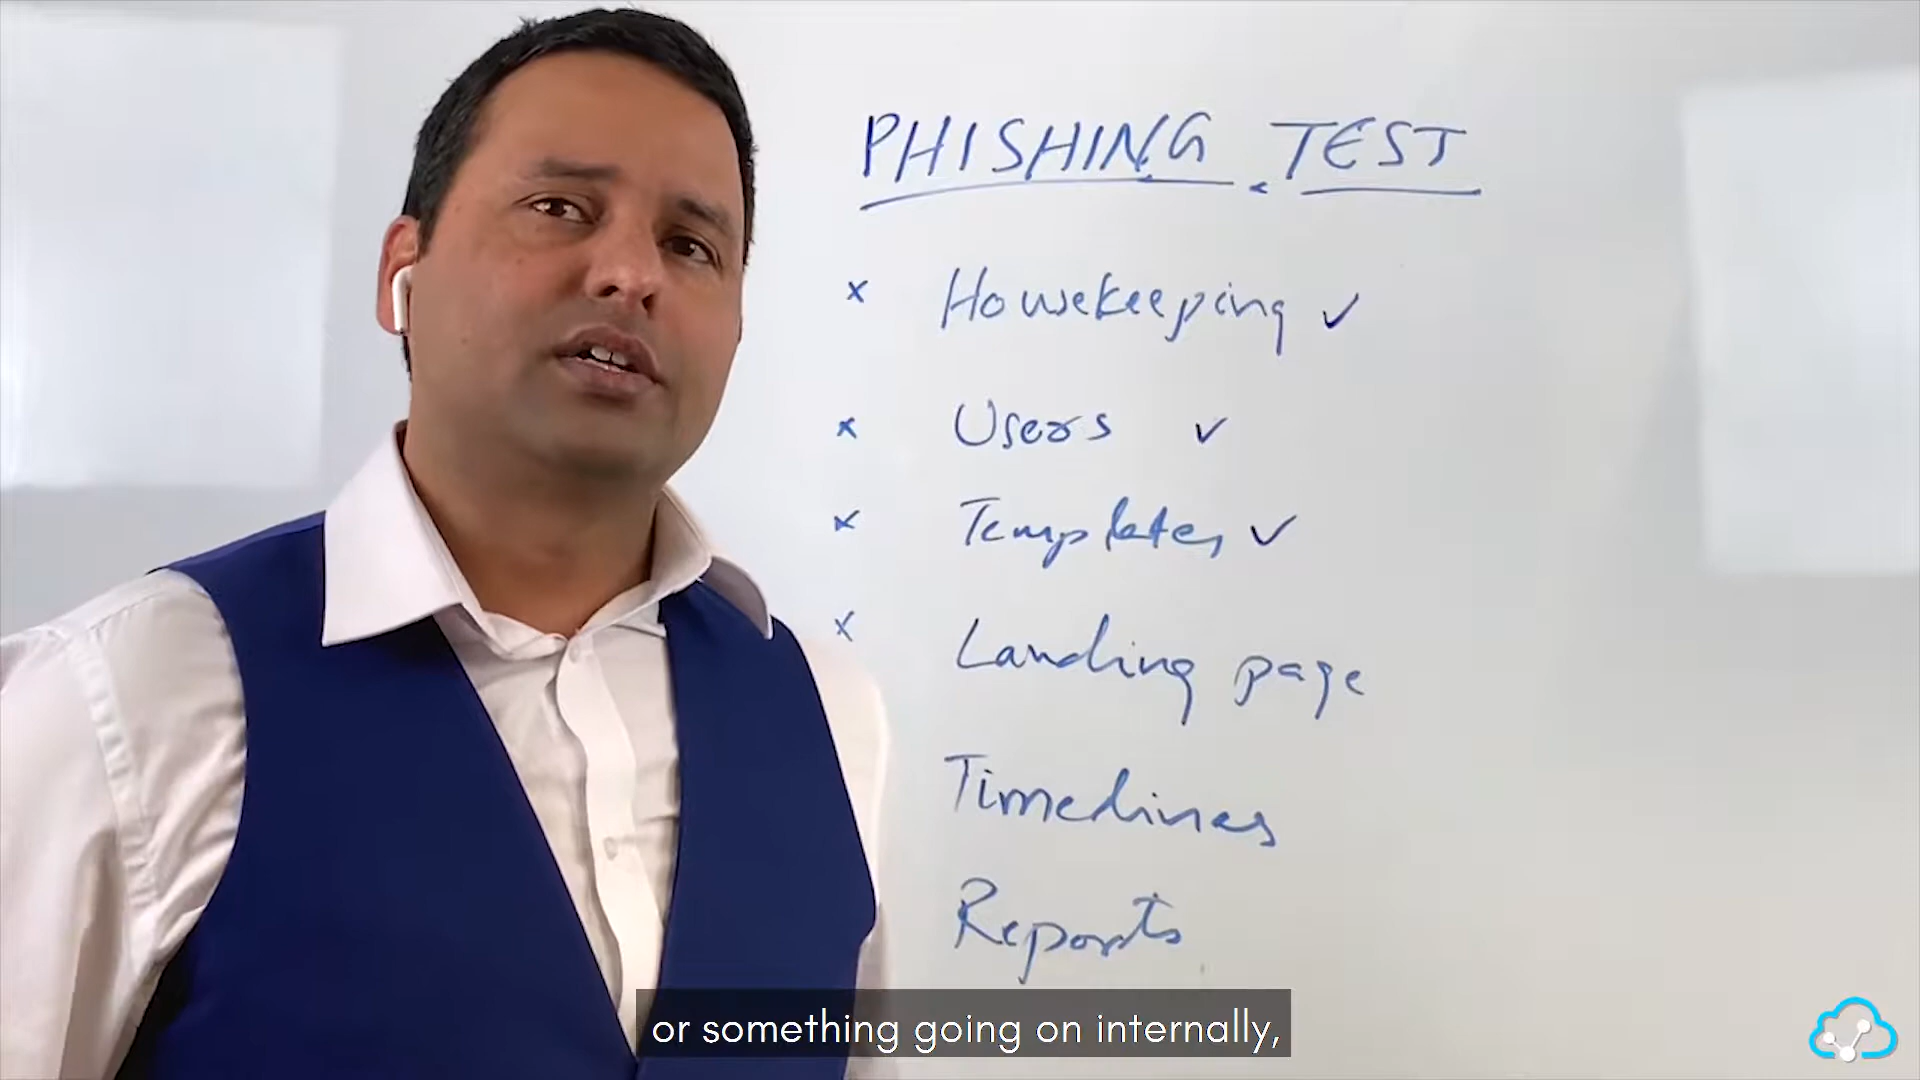 PHISHING TEST
x Housekeeping ✓
x Users ✓
x Templates ✓
x Landing page
Timelines
Reports
or something going on internally,